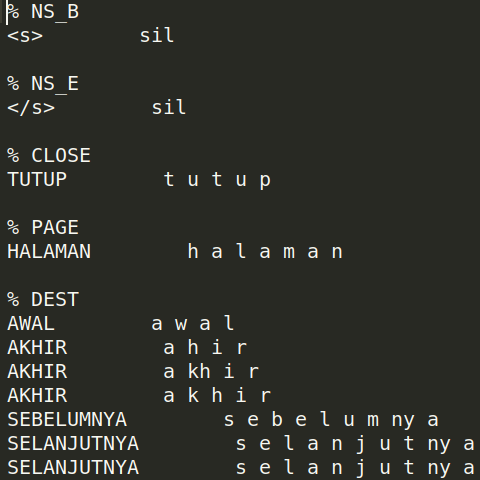 % NS_B
<s>        sil

% NS_E
</s>        sil

% CLOSE
TUTUP        t u t u p

% PAGE
HALAMAN        h a l a m a n

% DEST
AWAL        a w a l
AKHIR        a h i r
AKHIR        a kh i r
AKHIR        a k h i r
SEBELUMNYA        s e b e l u m ny a
SELANJUTNYA        s e l a n j u t ny a
SELANJUTNYA        s e l a n j u t ny a